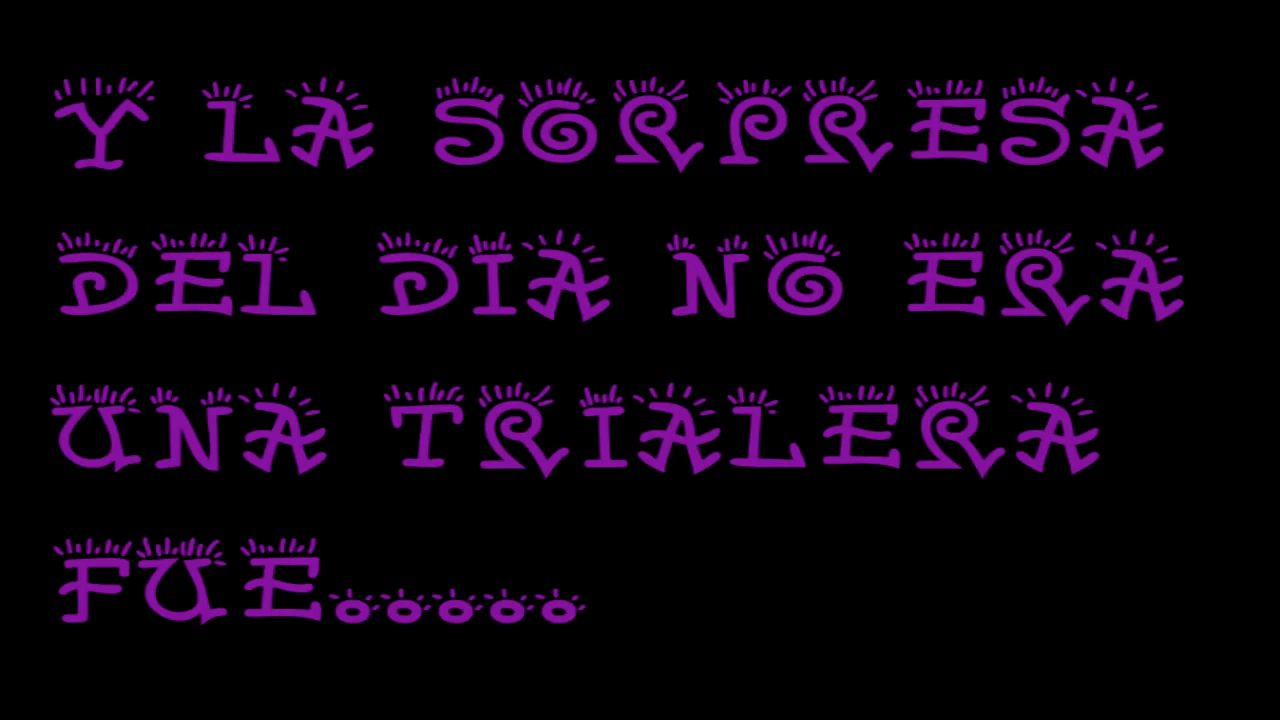 Y LA SORPRESA
DEL DIA NO ERA
UNA TRIALERA
FUE.....